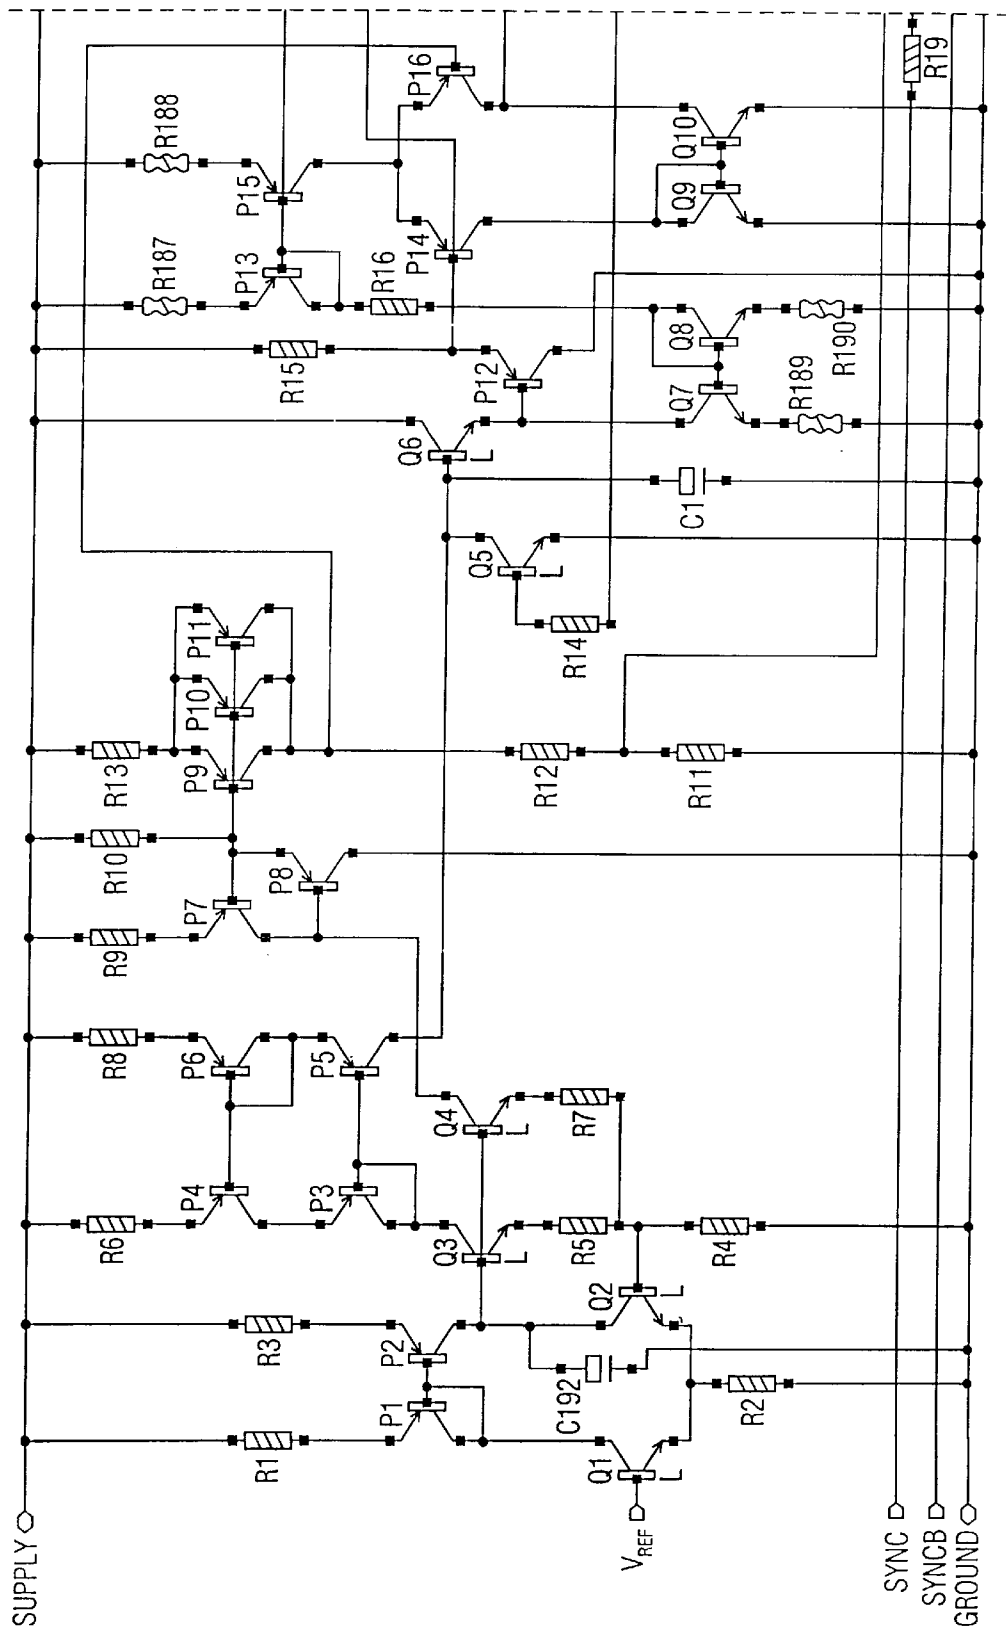 SUPPLY
R1
R3
R6
R8
R9
R10
R13
R187
R188
P4
P6
P7
P9
P10
P11
P13
P15
P16
P8
R15
R16
P14
P3
P5
P1
P2
Q6
L
P12
Q3
L
Q4
L
Q5
L
R14
R5
R7
R12
C192
Q1
L
Q2
L
VREF
R2
R4
R11
C1
Q7
Q8
Q9
Q10
R189
R190
SYNC
R19
SYNCB
GROUND